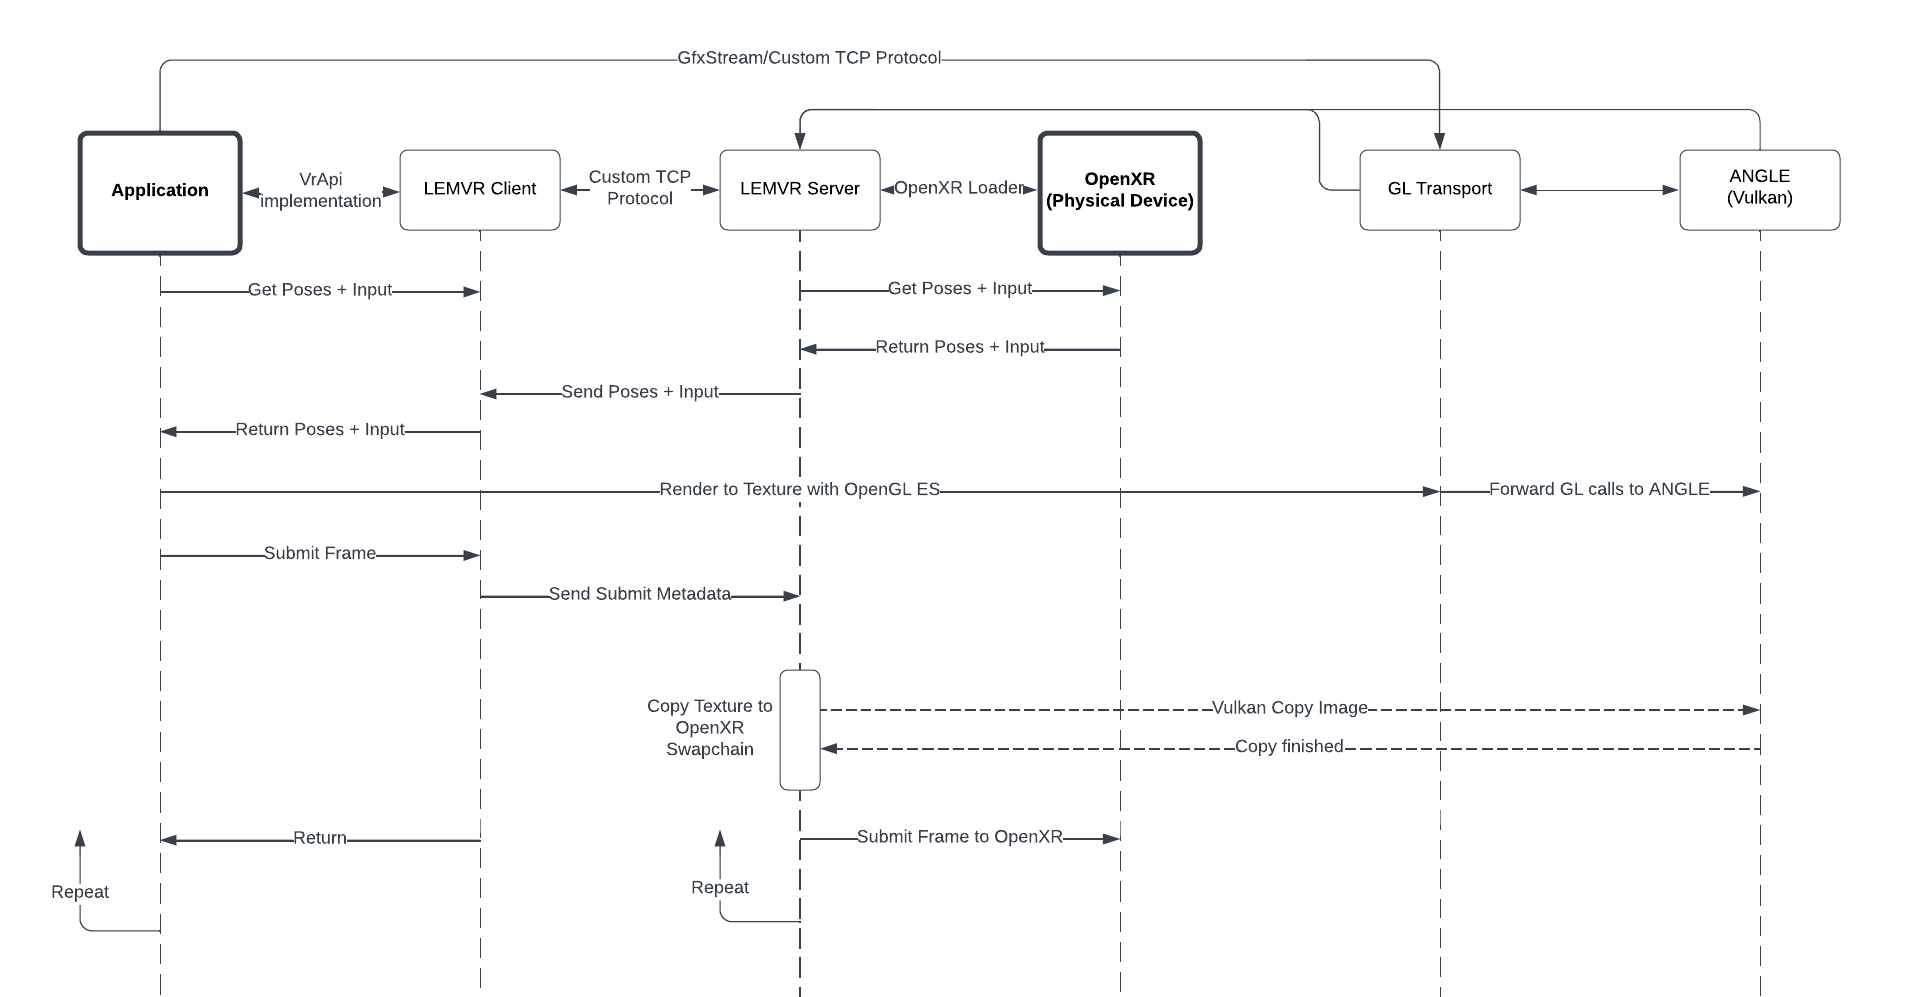 GfxStream/Custom TCP Protocol
Application
VrApi
implementation
LEMVR Client
Custom TCP
Protocol
LEMVR Server
OpenXR Loader
OpenXR
(Physical Device)
GL Transport
ANGLE
(Vulkan)
Get Poses + Input
Get Poses + Input
Return Poses + Input
Send Poses + Input
Return Poses + Input
Render to Texture with OpenGL ES
Forward GL calls to ANGLE
Submit Frame
Send Submit Metadata
Copy Texture to
OpenXR
Swapchain
Vulkan Copy Image
Copy finished
Return
Submit Frame to OpenXR
Repeat
Repeat